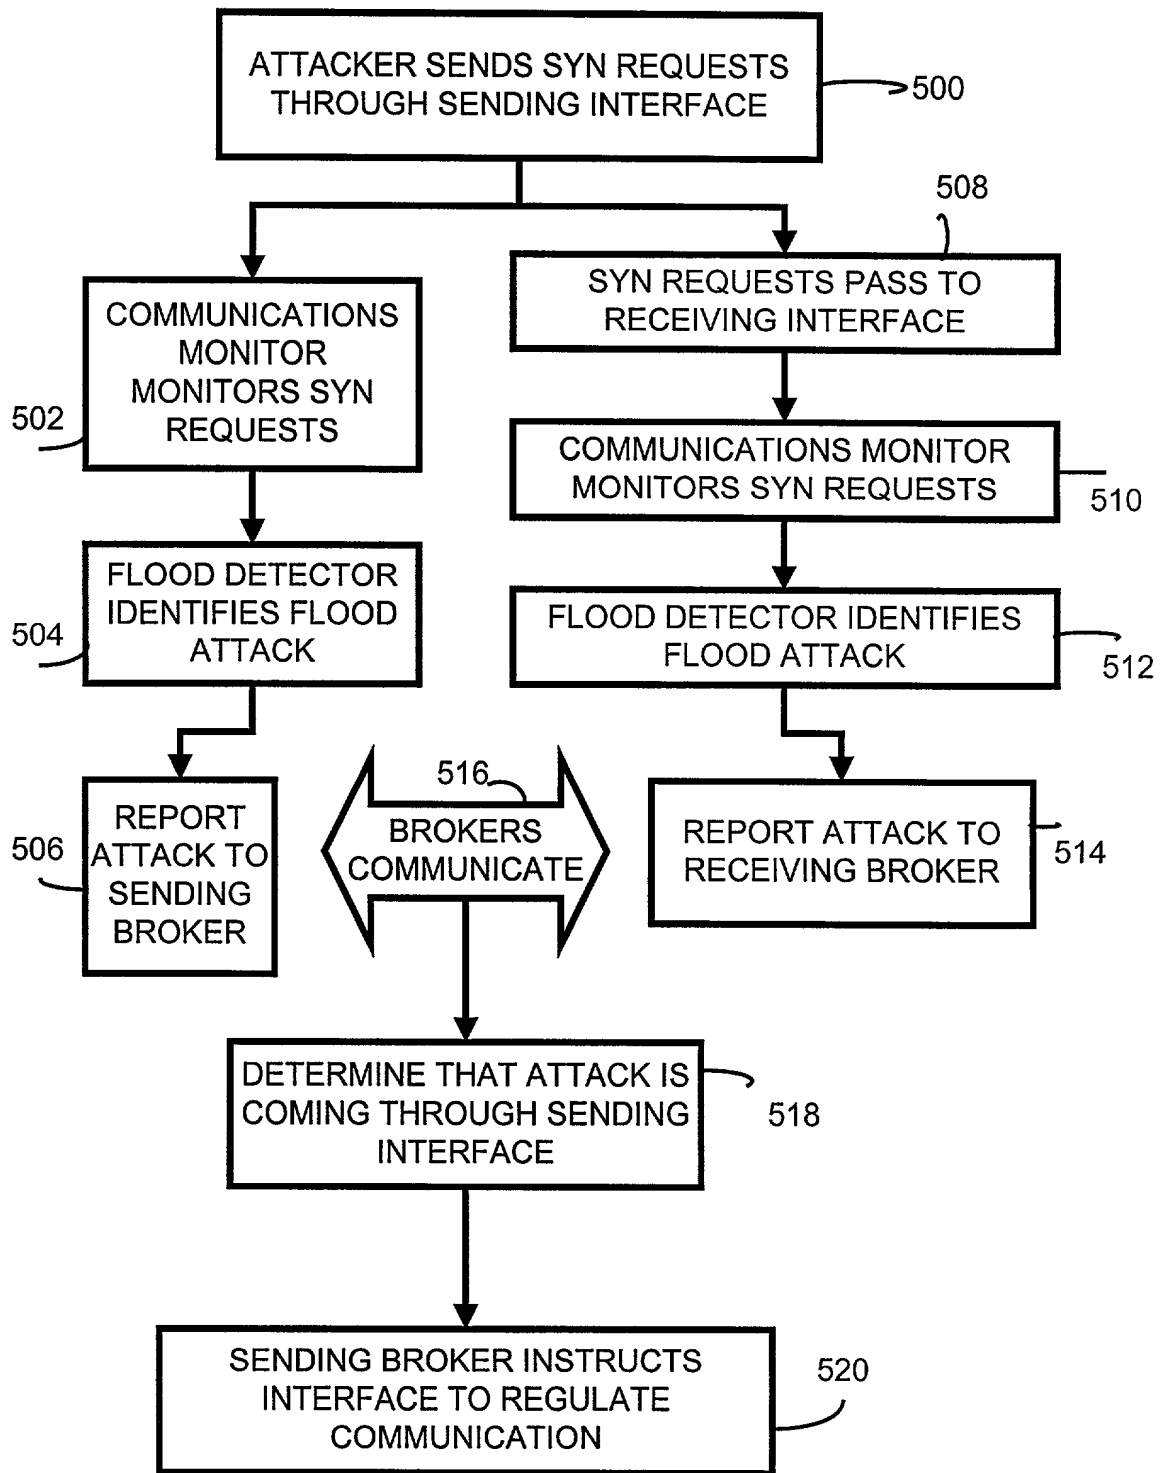 ATTACKER SENDS SYN REQUESTS
THROUGH SENDING INTERFACE
500
508
SYN REQUESTS PASS TO
RECEIVING INTERFACE
COMMUNICATIONS
MONITOR
MONITORS SYN
REQUESTS
502
COMMUNICATIONS MONITOR
MONITORS SYN REQUESTS
510
FLOOD DETECTOR
IDENTIFIES FLOOD
ATTACK
504
FLOOD DETECTOR IDENTIFIES
FLOOD ATTACK
512
REPORT
ATTACK TO
SENDING
BROKER
506
516
BROKERS
COMMUNICATE
REPORT ATTACK TO
RECEIVING BROKER
514
DETERMINE THAT ATTACK IS
COMING THROUGH SENDING
INTERFACE
518
SENDING BROKER INSTRUCTS
INTERFACE TO REGULATE
COMMUNICATION
520